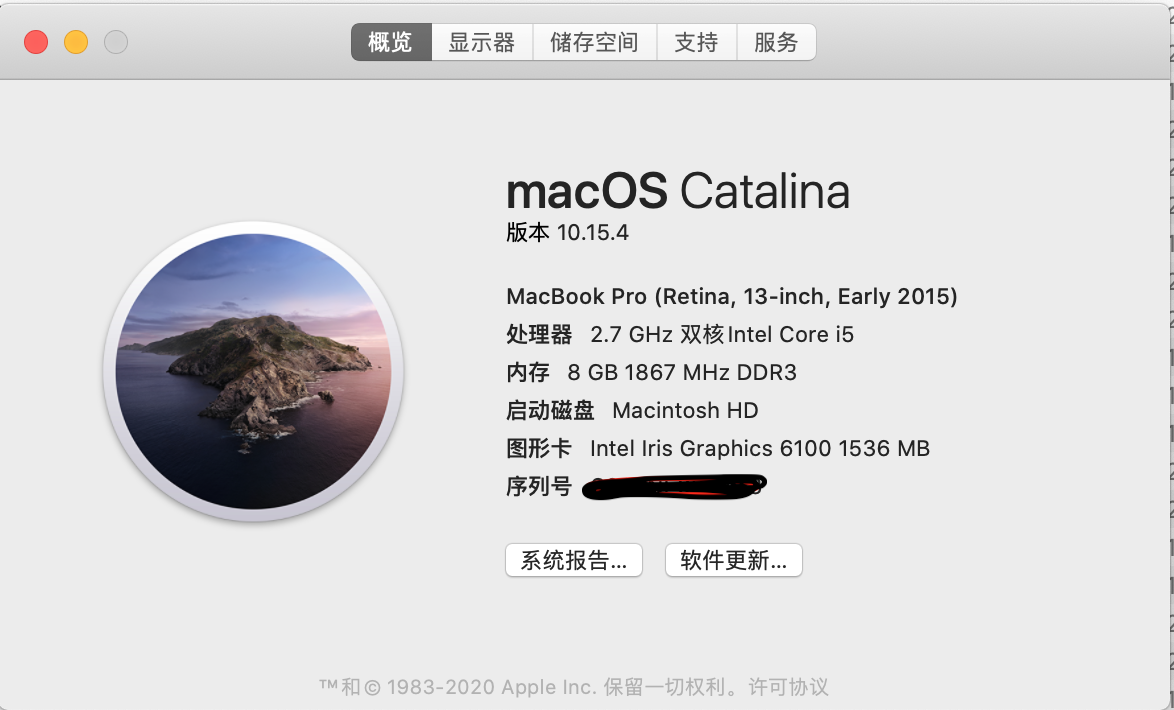 概览 显示器 储存空间 支持 服务
macOS Catalina
版本 10.15.4
MacBook Pro (Retina, 13-inch, Early 2015)
处理器 2.7 GHz 双核Intel Core i5
内存 8 GB 1867 MHz DDR3
启动磁盘 Macintosh HD
图形卡 Intel Iris Graphics 6100 1536 MB
序列号
系统报告... 软件更新...
™和© 1983-2020 Apple Inc. 保留一切权利。许可协议